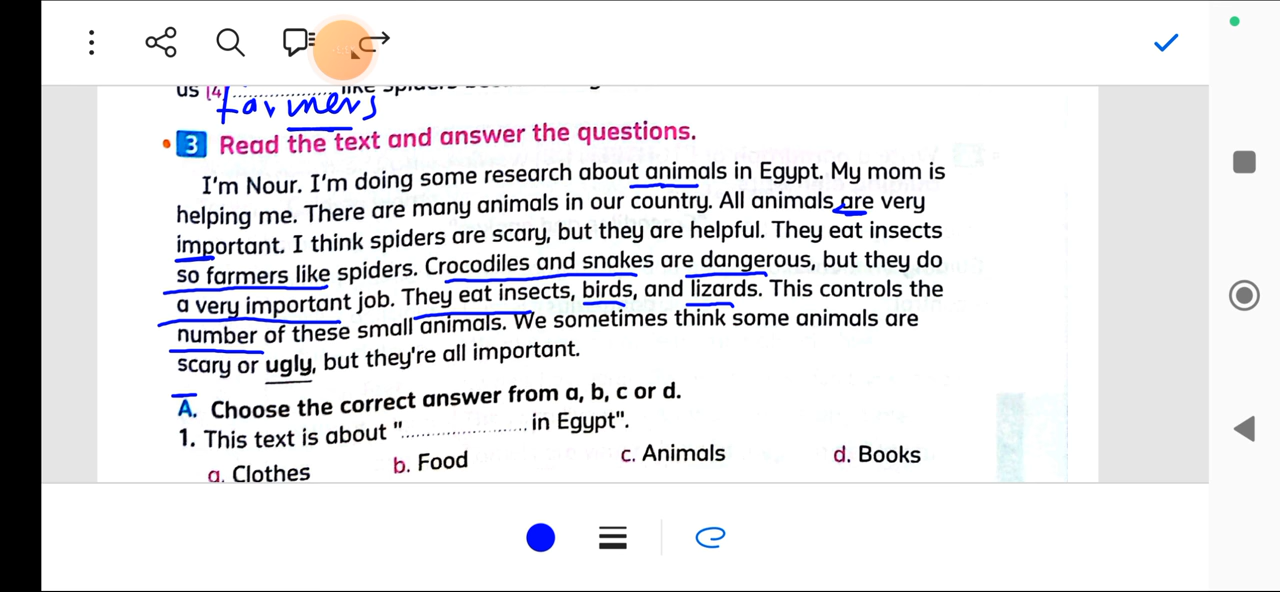 us (4) .................... like
farmers
3 Read the text and answer the questions.
I'm Nour. I'm doing some research about animals in Egypt. My mom is
helping me. There are many animals in our country. All animals are very
important. I think spiders are scary, but they are helpful. They eat insects
so farmers like spiders. Crocodiles and snakes are dangerous, but they do
a very important job. They eat insects, birds, and lizards. This controls the
number of these small animals. We sometimes think some animals are
scary or ugly, but they're all important.
A. Choose the correct answer from a, b, c or d.
1. This text is about "...................... in Egypt".
a. Clothes b. Food c. Animals d. Books